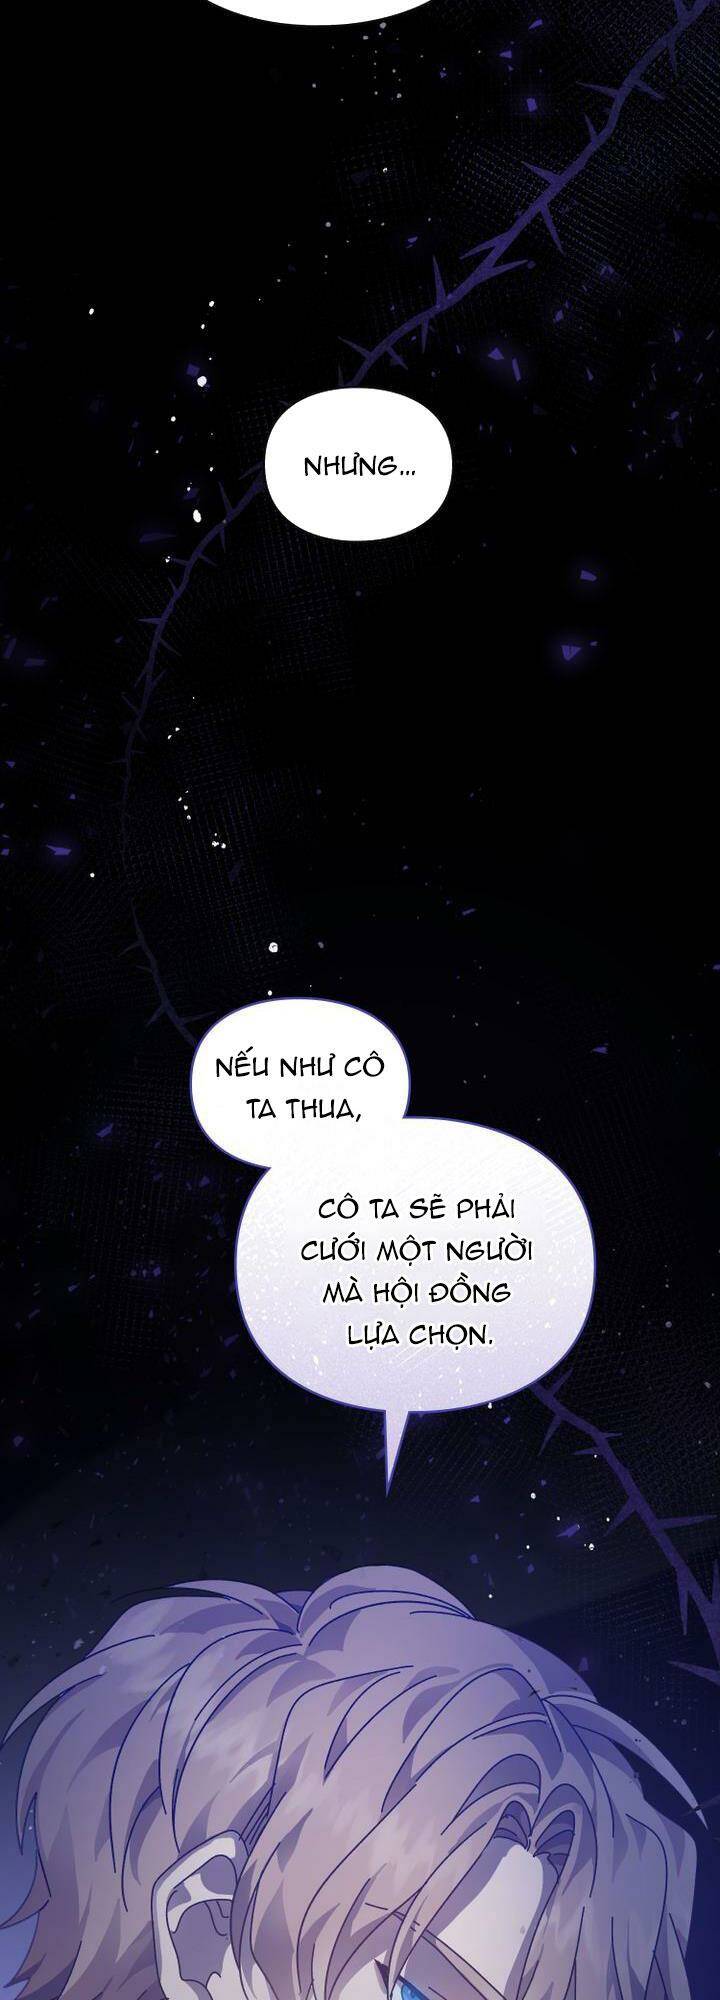 NHƯNG...
NẾU NHƯ CÔ
TA THUA,
CÔ TA SẼ PHẢI
CƯỚI MỘT NGƯỜI
MÀ HỘI ĐỒNG
LỰA CHỌN.